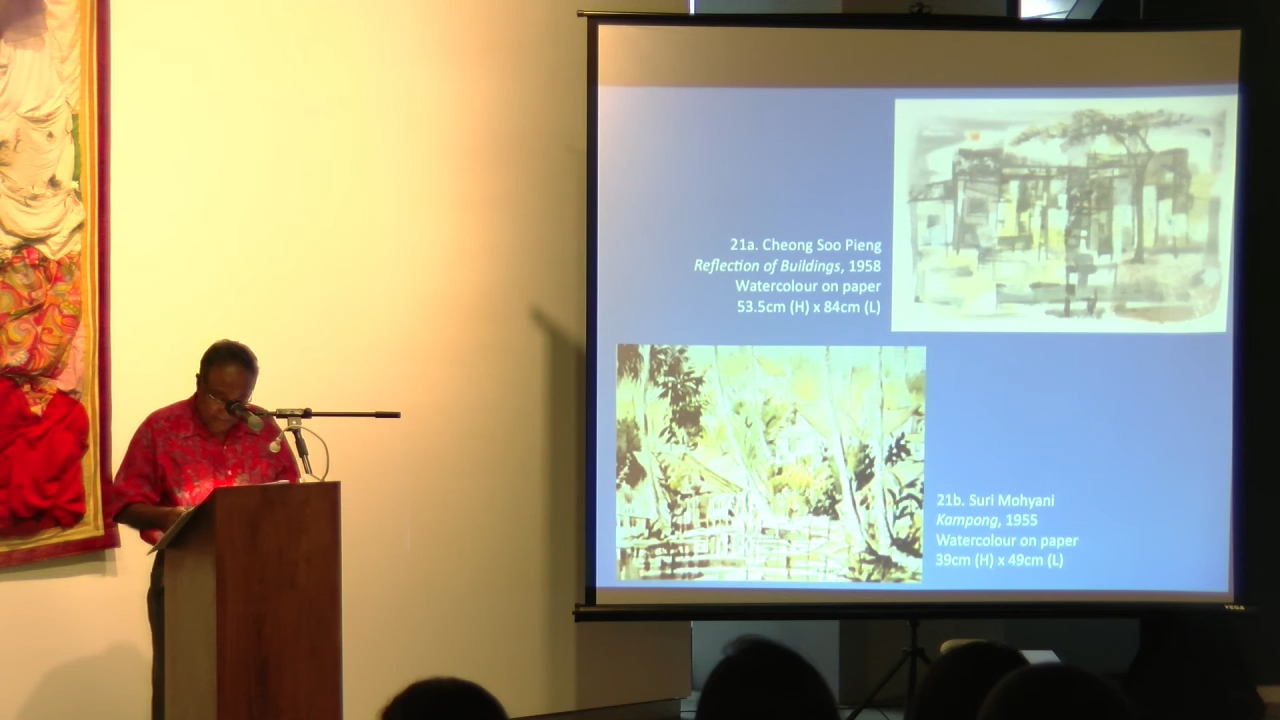 21a. Cheong Soo Pieng
Reflection of Buildings, 1958
Watercolour on paper
53.5cm (H) x 84cm (L)
21b. Suri Mohyani
Kampong, 1955
Watercolour on paper
39cm (H) x 49cm (L)
VEGA